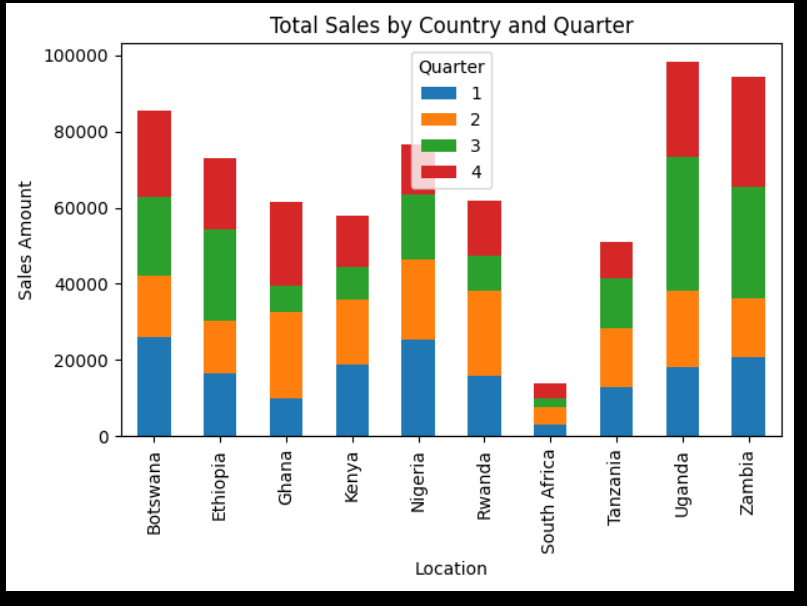 Total Sales by Country and Quarter
Quarter
1
2
3
4
100000
80000
60000
40000
20000
0
Sales Amount
Botswana
Ethiopia
Ghana
Kenya
Nigeria
Rwanda
South Africa
Tanzania
Uganda
Zambia
Location